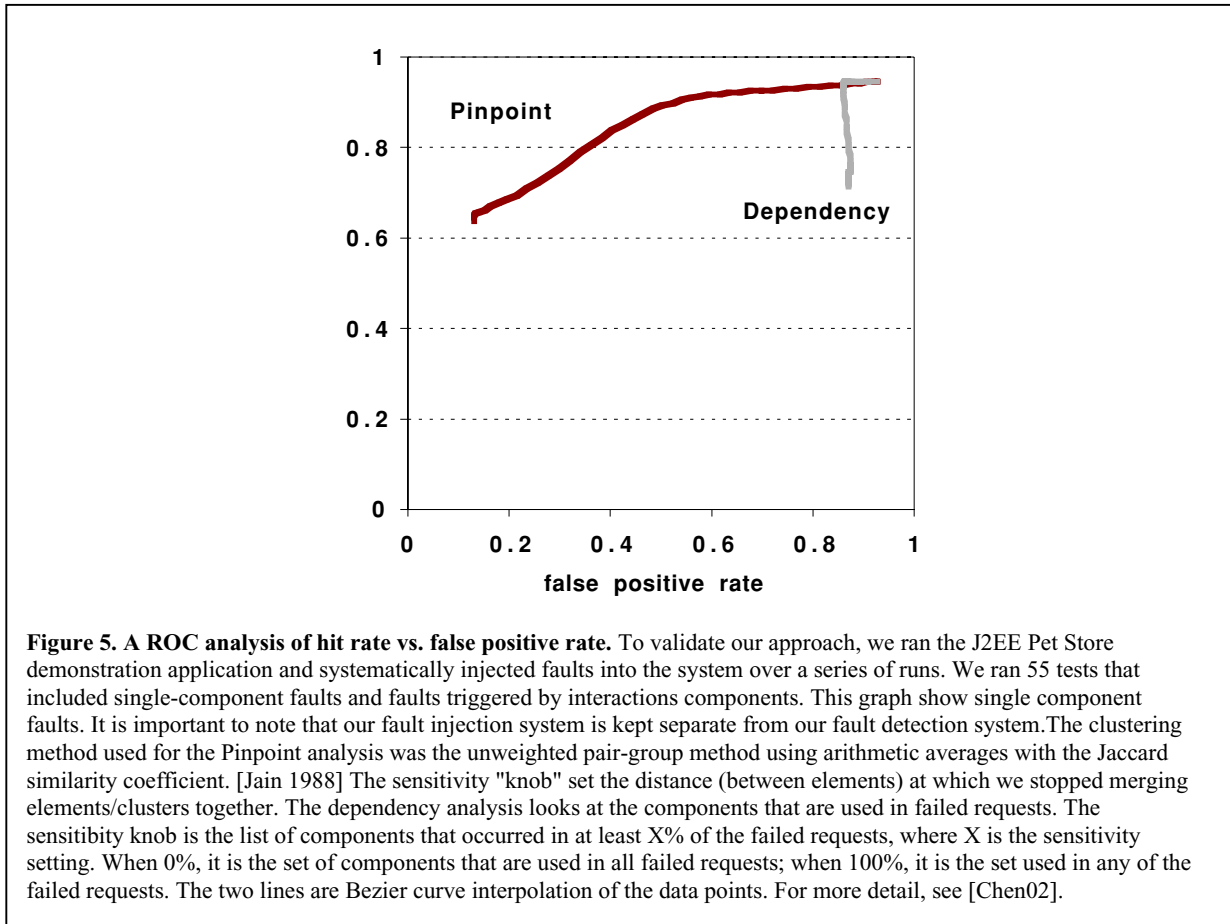 1
Pinpoint
0.8
Dependency
0.6
0.4
0.2
0
0 0.2 0.4 0.6 0.8 1
false positive rate
Figure 5. A ROC analysis of hit rate vs. false positive rate. To validate our approach, we ran the J2EE Pet Store
demonstration application and systematically injected faults into the system over a series of runs. We ran 55 tests that
included single-component faults and faults triggered by interactions components. This graph show single component
faults. It is important to note that our fault injection system is kept separate from our fault detection system.The clustering
method used for the Pinpoint analysis was the unweighted pair-group method using arithmetic averages with the Jaccard
similarity coefficient. [Jain 1988] The sensitivity "knob" set the distance (between elements) at which we stopped merging
elements/clusters together. The dependency analysis looks at the components that are used in failed requests. The
sensitibity knob is the list of components that occurred in at least X% of the failed requests, where X is the sensitivity
setting. When 0%, it is the set of components that are used in all failed requests; when 100%, it is the set used in any of the
failed requests. The two lines are Bezier curve interpolation of the data points. For more detail, see [Chen02].